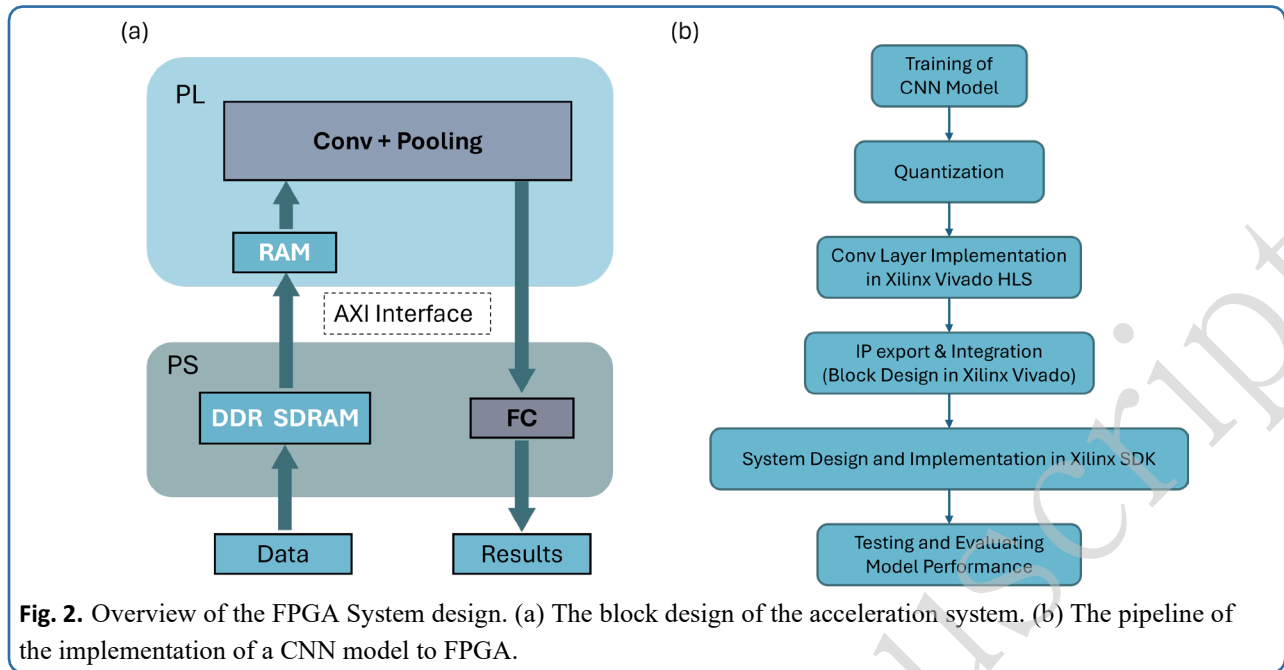 (a)
PL
Conv + Pooling
RAM
AXI Interface
PS
DDR SDRAM
FC
Data
Results
(b)
Training of
CNN Model
Quantization
Conv Layer Implementation
in Xilinx Vivado HLS
IP export & Integration
(Block Design in Xilinx Vivado)
System Design and Implementation in Xilinx SDK
Testing and Evaluating
Model Performance
Fig. 2. Overview of the FPGA System design. (a) The block design of the acceleration system. (b) The pipeline of
the implementation of a CNN model to FPGA.
uscript